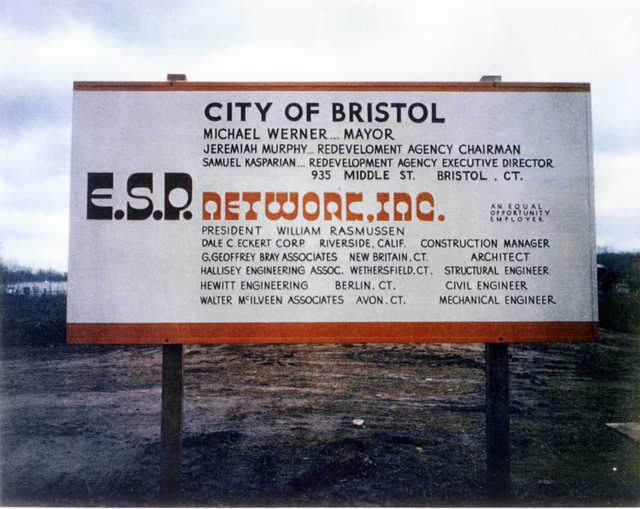 CITY OF BRISTOL
MICHAEL WERNER... MAYOR
JEREMIAH MURPHY... REDEVELOMENT AGENCY CHAIRMAN
SAMUEL KASPARIAN... REDEVELOPMENT AGENCY EXECUTIVE DIRECTOR
935 MIDDLE ST. BRISTOL, CT.
E.S.P. NETWORK, INC.
AN EQUAL
OPPORTUNITY
EMPLOYER
PRESIDENT WILLIAM RASMUSSEN
DALE C. ECKERT CORP. RIVERSIDE, CALIF. CONSTRUCTION MANAGER
G. GEOFFREY BRAY ASSOCIATES NEW BRITAIN, CT. ARCHITECT
HALLISEY ENGINEERING ASSOC. WETHERSFIELD, CT. STRUCTURAL ENGINEER
HEWITT ENGINEERING BERLIN, CT. CIVIL ENGINEER
WALTER McILVEEN ASSOCIATES AVON, CT. MECHANICAL ENGINEER